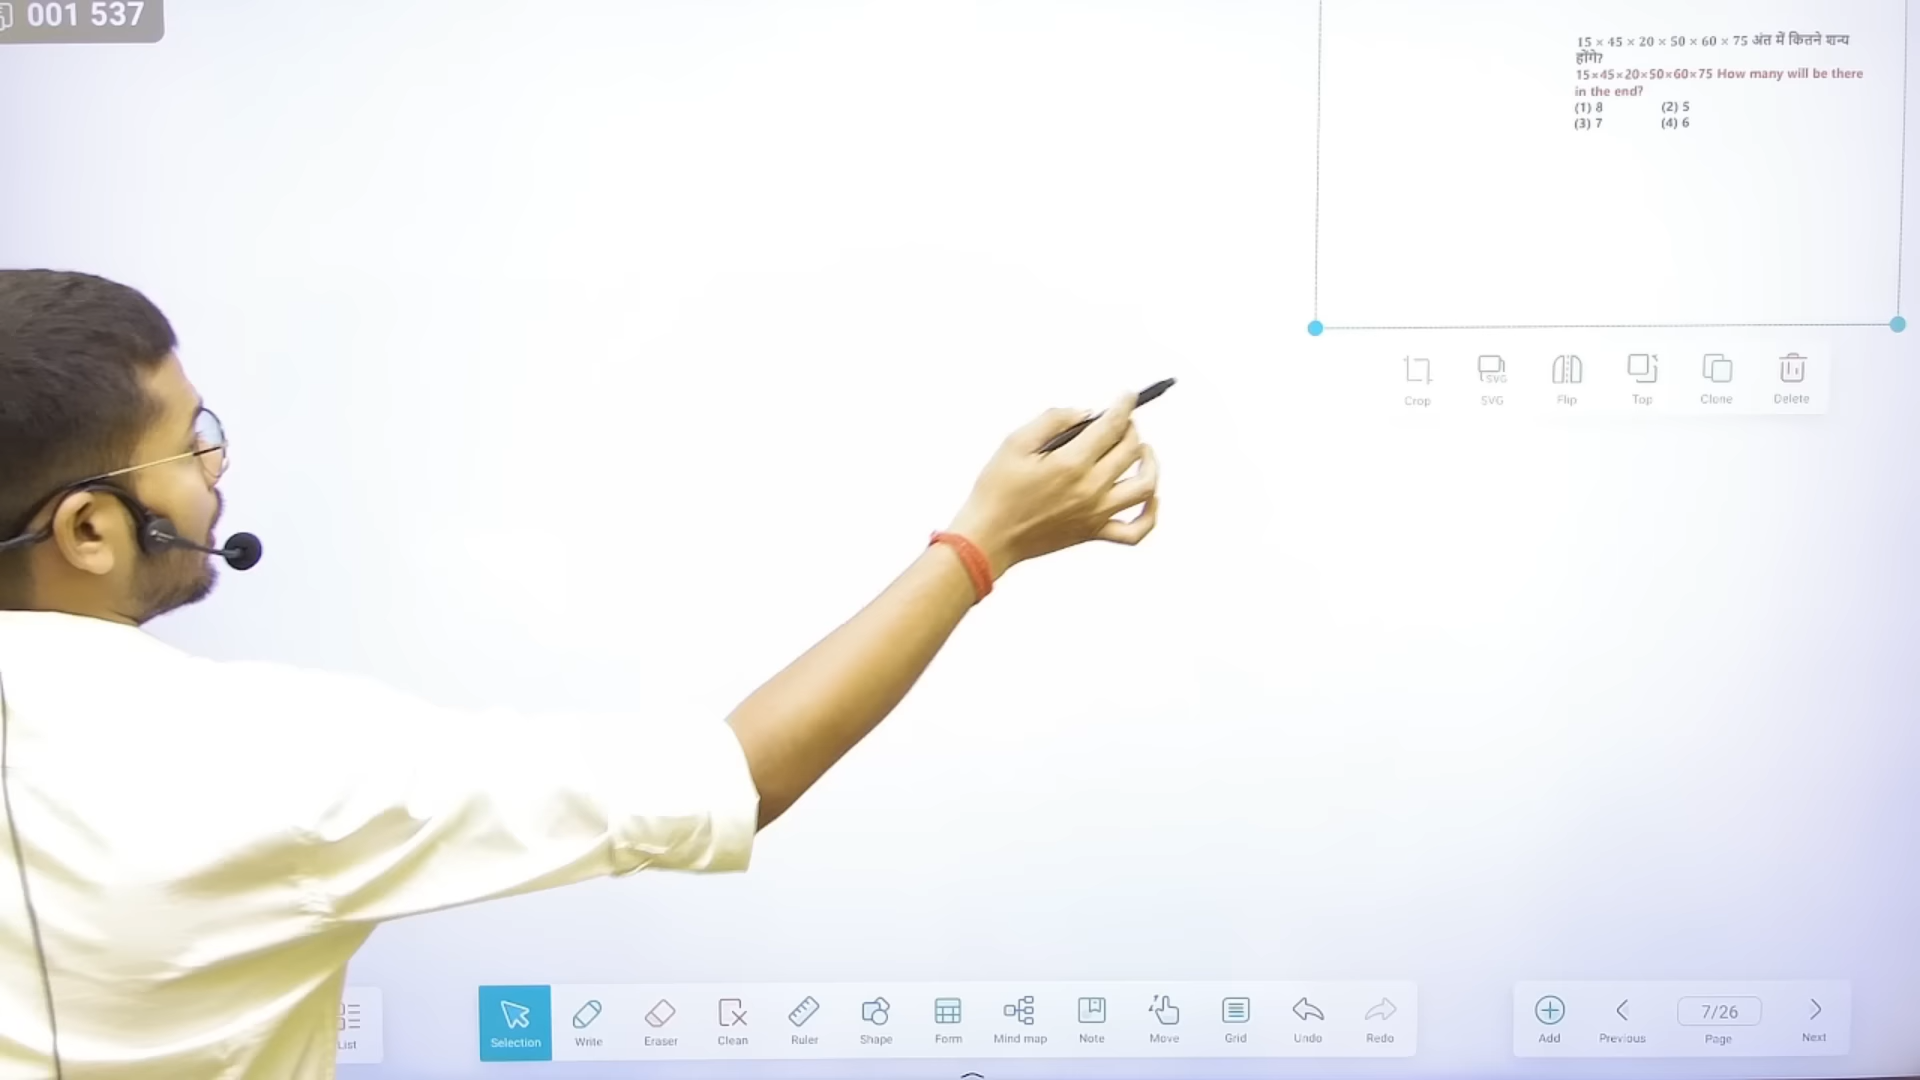 001 537
15 × 45 × 20 × 50 × 60 × 75 अंत में कितने शून्य
होंगे?
15×45×20×50×60×75 How many will be there
in the end?
(1) 8 (2) 5
(3) 7 (4) 6
Crop SVG Flip Top Clone Delete
List Selection Write Eraser Clean Ruler Shape Form Mind map Note Move Grid Undo Redo Add Previous 7/26 Page Next